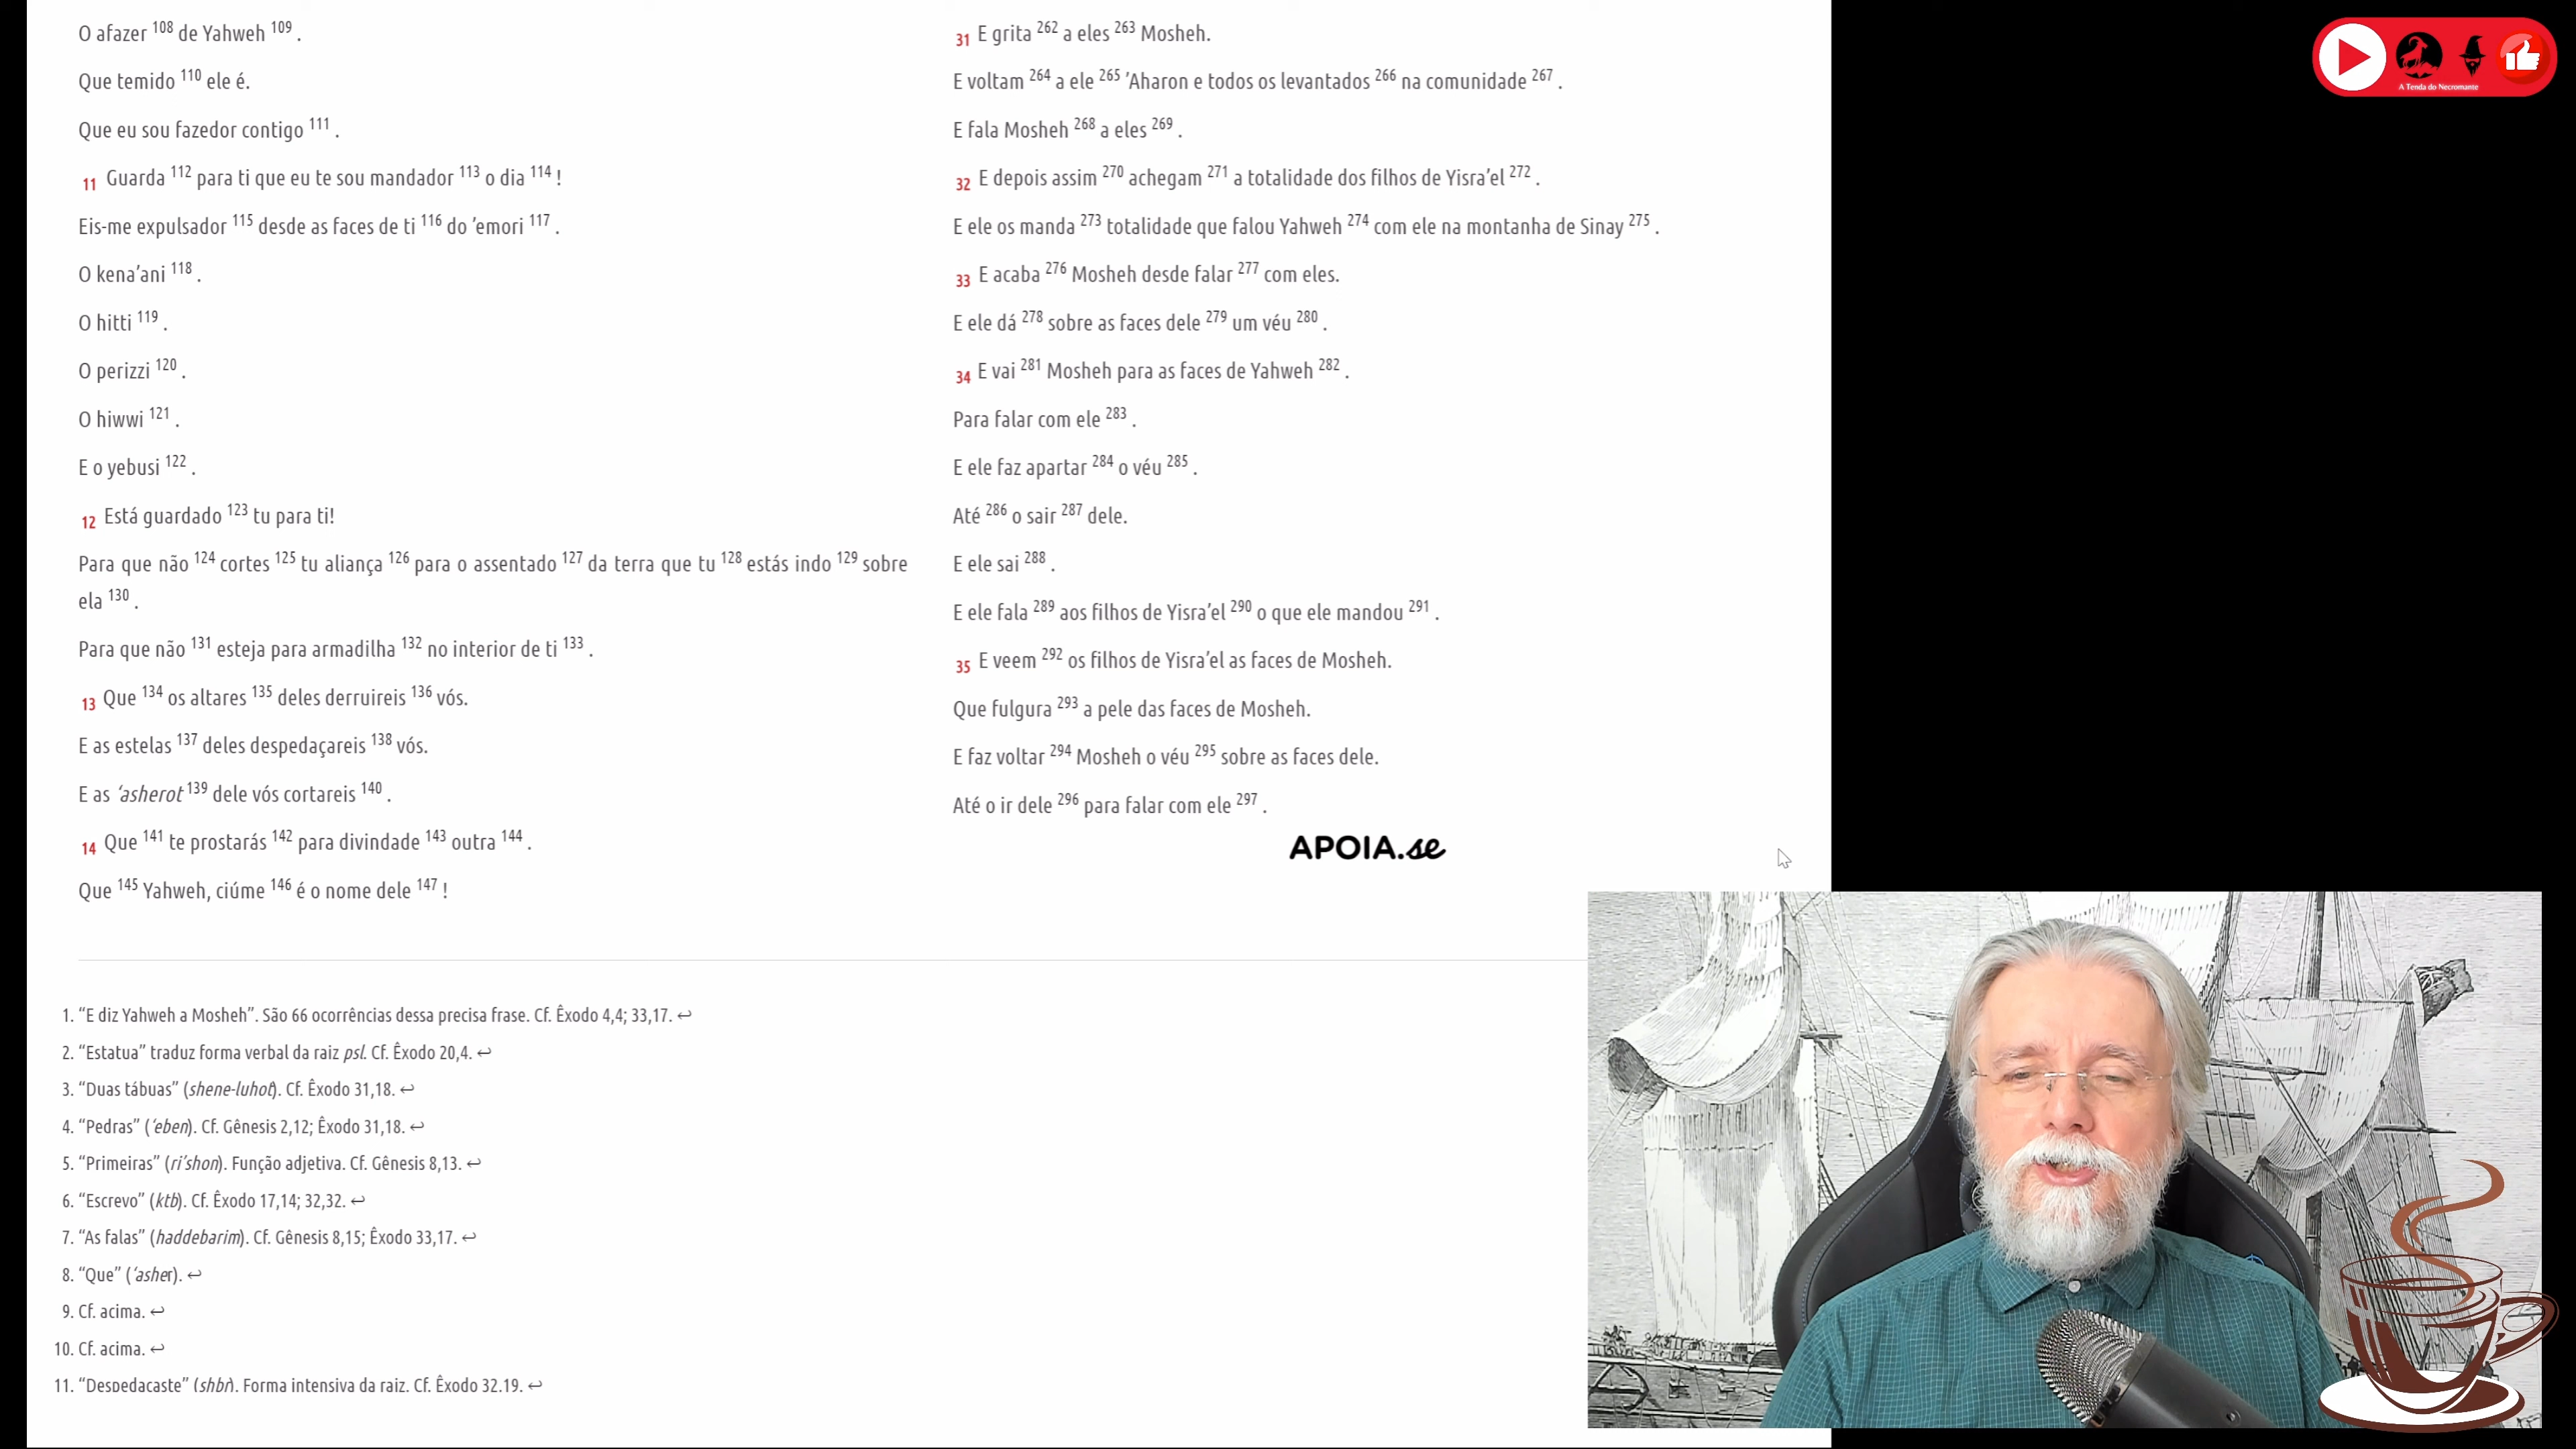 O afazer 108 de Yahweh 109 .
Que temido 110 ele é.
Que eu sou fazedor contigo 111 .
11 Guarda 112 para ti que eu te sou mandador 113 o dia 114 !
Eis-me expulsador 115 desde as faces de ti 116 do ’emori 117 .
O kena’ani 118 .
O hitti 119 .
O perizzi 120 .
O hiwwi 121 .
E o yebusi 122 .
12 Está guardado 123 tu para ti!
Para que não 124 cortes 125 tu aliança 126 para o assentado 127 da terra que tu 128 estás indo 129 sobre
ela 130 .
Para que não 131 esteja para armadilha 132 no interior de ti 133 .
13 Que 134 os altares 135 deles derruireis 136 vós.
E as estelas 137 deles despedaçareis 138 vós.
E as ‘asherot 139 dele vós cortareis 140 .
14 Que 141 te prostarás 142 para divindade 143 outra 144 .
Que 145 Yahweh, ciúme 146 é o nome dele 147 !
31 E grita 262 a eles 263 Mosheh.
E voltam 264 a ele 265 ’Aharon e todos os levantados 266 na comunidade 267 .
E fala Mosheh 268 a eles 269 .
32 E depois assim 270 achegam 271 a totalidade dos filhos de Yisra’el 272 .
E ele os manda 273 totalidade que falou Yahweh 274 com ele na montanha de Sinay 275 .
33 E acaba 276 Mosheh desde falar 277 com eles.
E ele dá 278 sobre as faces dele 279 um véu 280 .
34 E vai 281 Mosheh para as faces de Yahweh 282 .
Para falar com ele 283 .
E ele faz apartar 284 o véu 285 .
Até 286 o sair 287 dele.
E ele sai 288 .
E ele fala 289 aos filhos de Yisra’el 290 o que ele mandou 291 .
35 E veem 292 os filhos de Yisra’el as faces de Mosheh.
Que fulgura 293 a pele das faces de Mosheh.
E faz voltar 294 Mosheh o véu 295 sobre as faces dele.
Até o ir dele 296 para falar com ele 297 .
APOIA.se
1. “E diz Yahweh a Mosheh”. São 66 ocorrências dessa precisa frase. Cf. Êxodo 4,4; 33,17. ↩
2. “Estatua” traduz forma verbal da raiz psl. Cf. Êxodo 20,4. ↩
3. “Duas tábuas” (shene-luhot). Cf. Êxodo 31,18. ↩
4. “Pedras” (‘eben). Cf. Gênesis 2,12; Êxodo 31,18. ↩
5. “Primeiras” (ri’shon). Função adjetiva. Cf. Gênesis 8,13. ↩
6. “Escrevo” (ktb). Cf. Êxodo 17,14; 32,32. ↩
7. “As falas” (haddebarim). Cf. Gênesis 8,15; Êxodo 33,17. ↩
8. “Que” (‘asher). ↩
9. Cf. acima. ↩
10. Cf. acima. ↩
11. “Despedaçaste” (shbr). Forma intensiva da raiz. Cf. Êxodo 32,19. ↩
A Tenda do Necromante